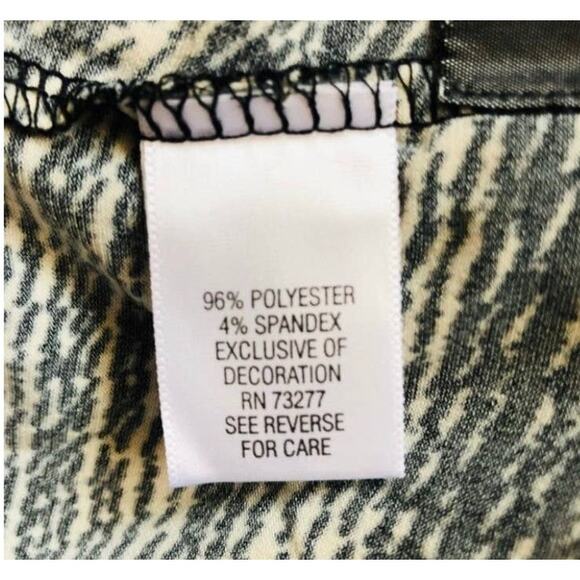 96% POLYESTER
4% SPANDEX
EXCLUSIVE OF
DECORATION
RN 73277
SEE REVERSE
FOR CARE